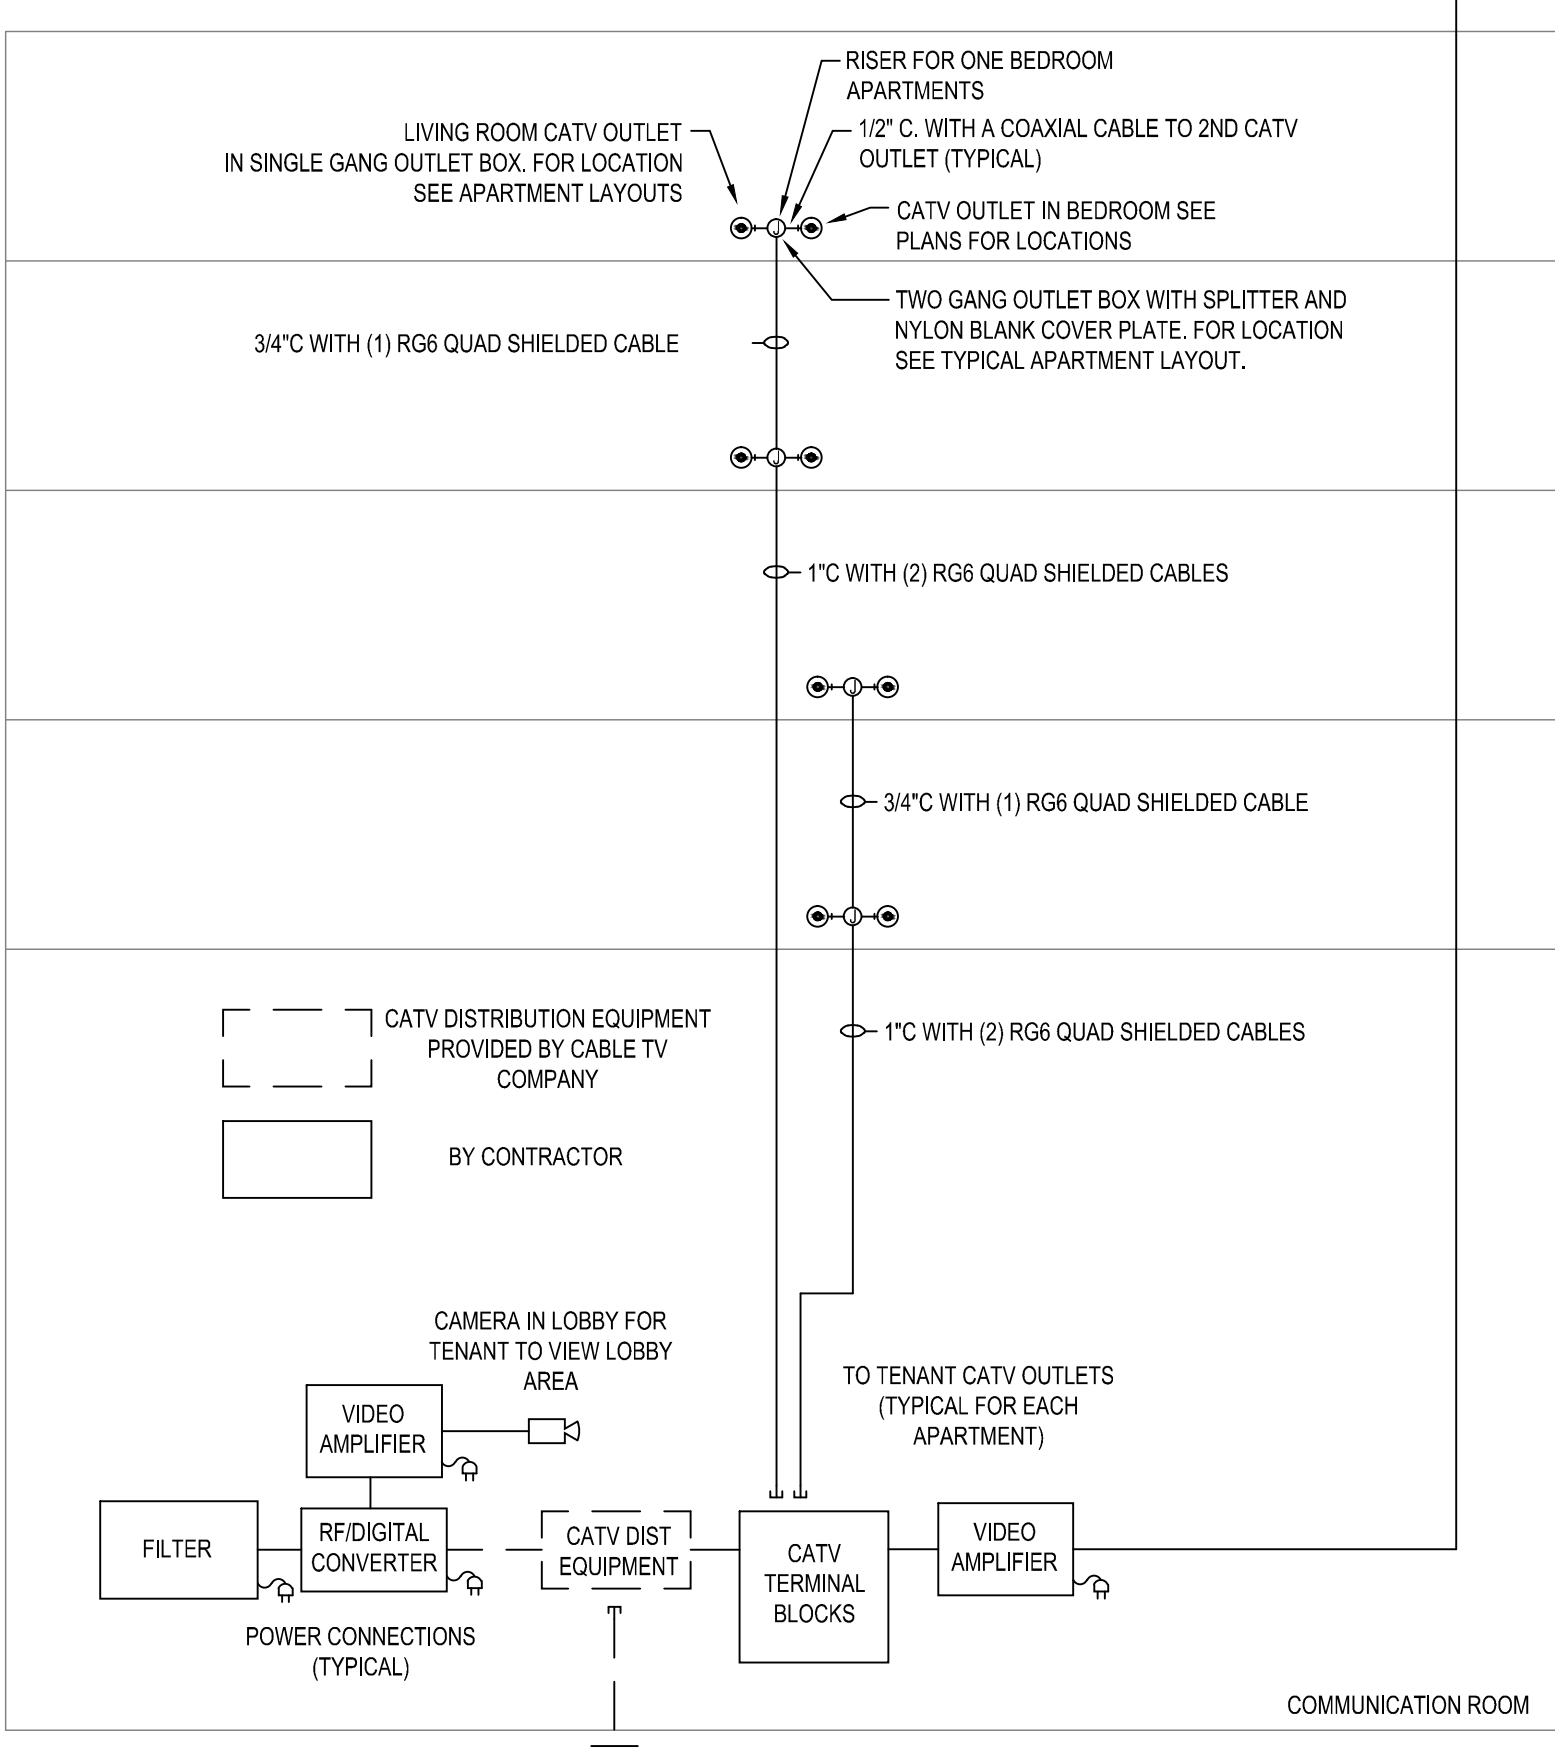 RISER FOR ONE BEDROOM
APARTMENTS
LIVING ROOM CATV OUTLET
IN SINGLE GANG OUTLET BOX. FOR LOCATION
SEE APARTMENT LAYOUTS
1/2" C. WITH A COAXIAL CABLE TO 2ND CATV
OUTLET (TYPICAL)
CATV OUTLET IN BEDROOM SEE
PLANS FOR LOCATIONS
J
TWO GANG OUTLET BOX WITH SPLITTER AND
NYLON BLANK COVER PLATE. FOR LOCATION
SEE TYPICAL APARTMENT LAYOUT.
3/4"C WITH (1) RG6 QUAD SHIELDED CABLE
J
1"C WITH (2) RG6 QUAD SHIELDED CABLES
J
3/4"C WITH (1) RG6 QUAD SHIELDED CABLE
J
1"C WITH (2) RG6 QUAD SHIELDED CABLES
CATV DISTRIBUTION EQUIPMENT
PROVIDED BY CABLE TV
COMPANY
BY CONTRACTOR
CAMERA IN LOBBY FOR
TENANT TO VIEW LOBBY
AREA
TO TENANT CATV OUTLETS
(TYPICAL FOR EACH
APARTMENT)
VIDEO
AMPLIFIER
FILTER
RF/DIGITAL
CONVERTER
CATV DIST
EQUIPMENT
CATV
TERMINAL
BLOCKS
VIDEO
AMPLIFIER
POWER CONNECTIONS
(TYPICAL)
COMMUNICATION ROOM